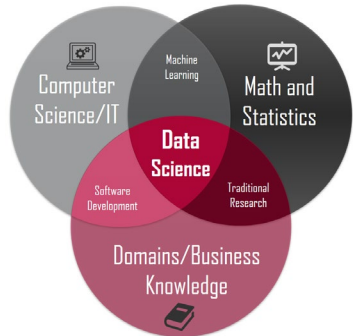 Machine
Learning
Computer
Science/IT
Math and
Statistics
Data
Science
Software
Development
Traditional
Research
Domains/Business
Knowledge